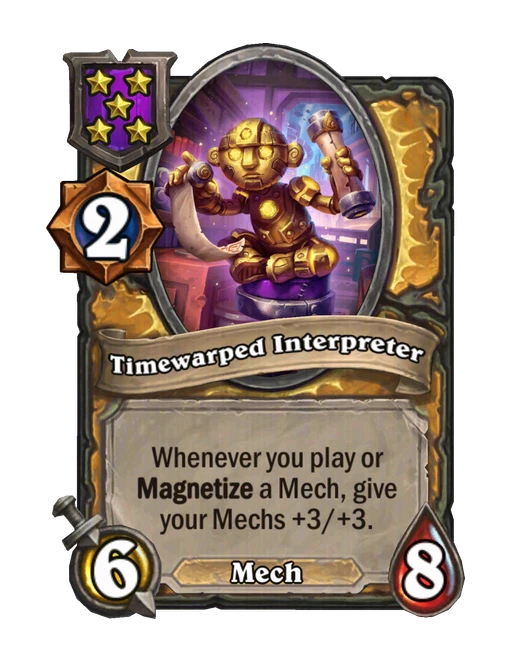 2
Timewarped Interpreter
Whenever you play or
Magnetize a Mech, give
your Mechs +3/+3.
6
Mech
8